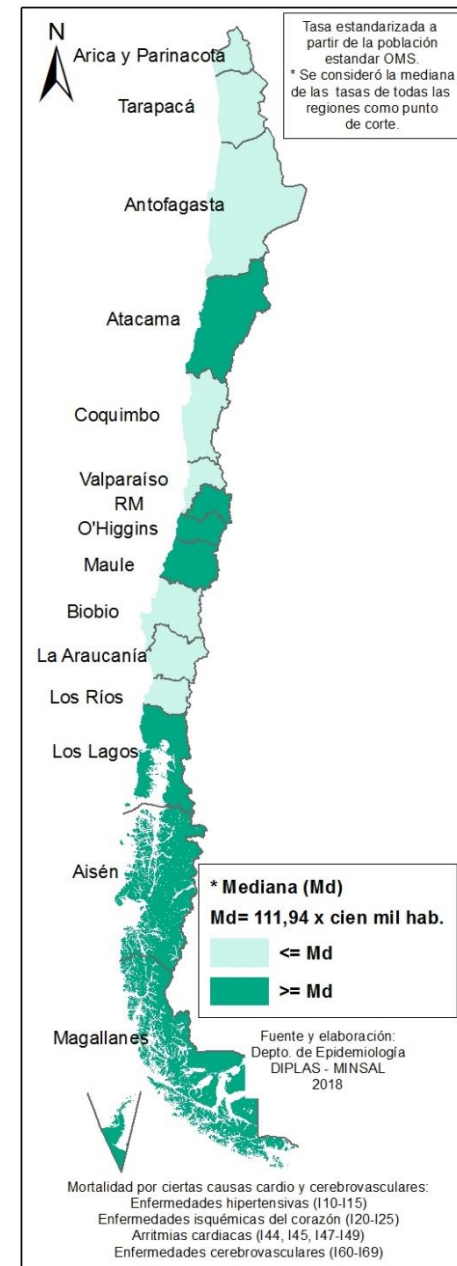 N
Tasa estandarizada a
partir de la población
estandar OMS.
* Se consideró la mediana
de las tasas de todas las
regiones como punto
de corte.
Arica y Parinacota
Tarapacá
Antofagasta
Atacama
Coquimbo
Valparaíso
RM
O'Higgins
Maule
Biobio
La Araucanía
Los Ríos
Los Lagos
Aisén
Magallanes
* Mediana (Md)
Md= 111,94 x cien mil hab.
<= Md
>= Md
Fuente y elaboración:
Depto. de Epidemiología
DIPLAS - MINSAL
2018
Mortalidad por ciertas causas cardio y cerebrovasculares:
Enfermedades hipertensivas (I10-I15)
Enfermedades isquémicas del corazón (I20-I25)
Arritmias cardiacas (I44, I45, I47-I49)
Enfermedades cerebrovasculares (I60-I69)